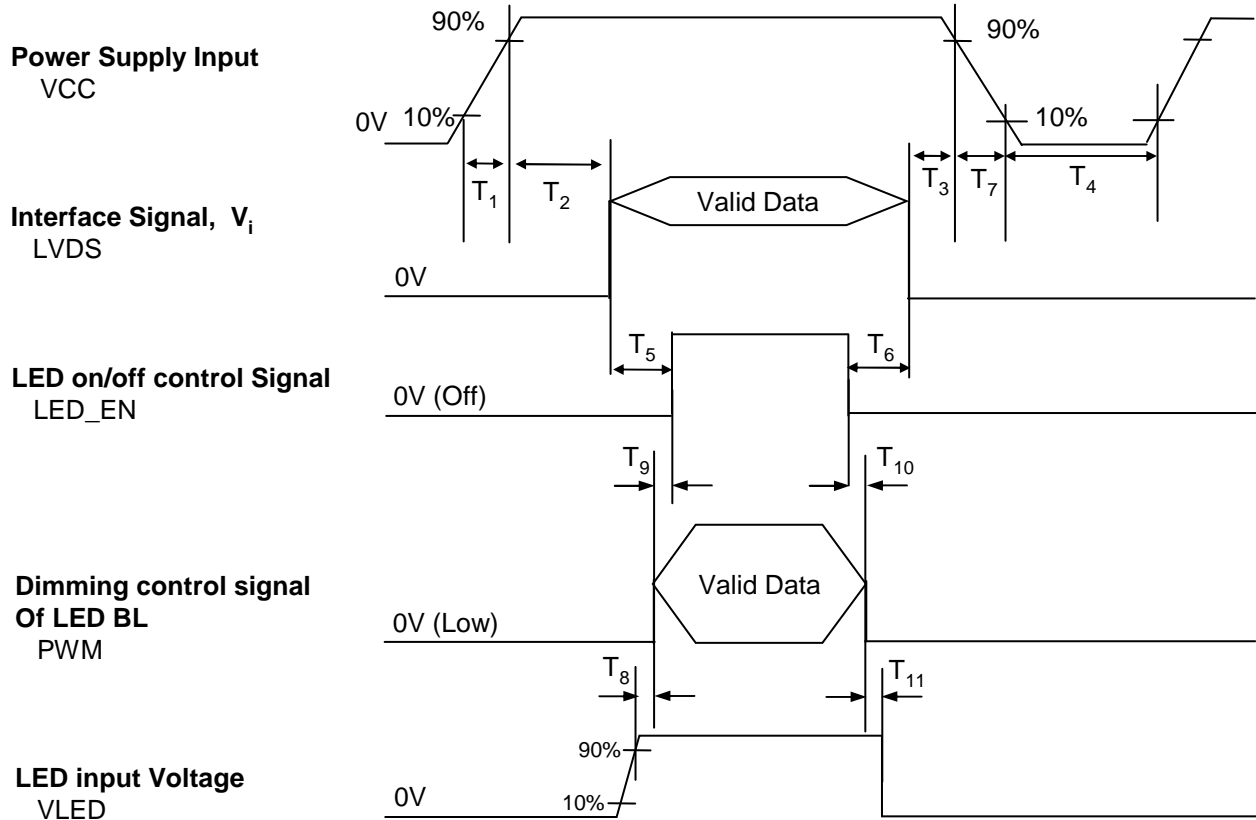 90%
90%
Power Supply Input
VCC
0V
10%
10%
T1
T2
T3
T7
T4
Valid Data
Interface Signal, Vi
LVDS
0V
T5
T6
LED on/off control Signal
LED_EN
0V (Off)
T9
T10
Dimming control signal
Of LED BL
PWM
Valid Data
0V (Low)
T8
T11
90%
LED input Voltage
VLED
0V
10%